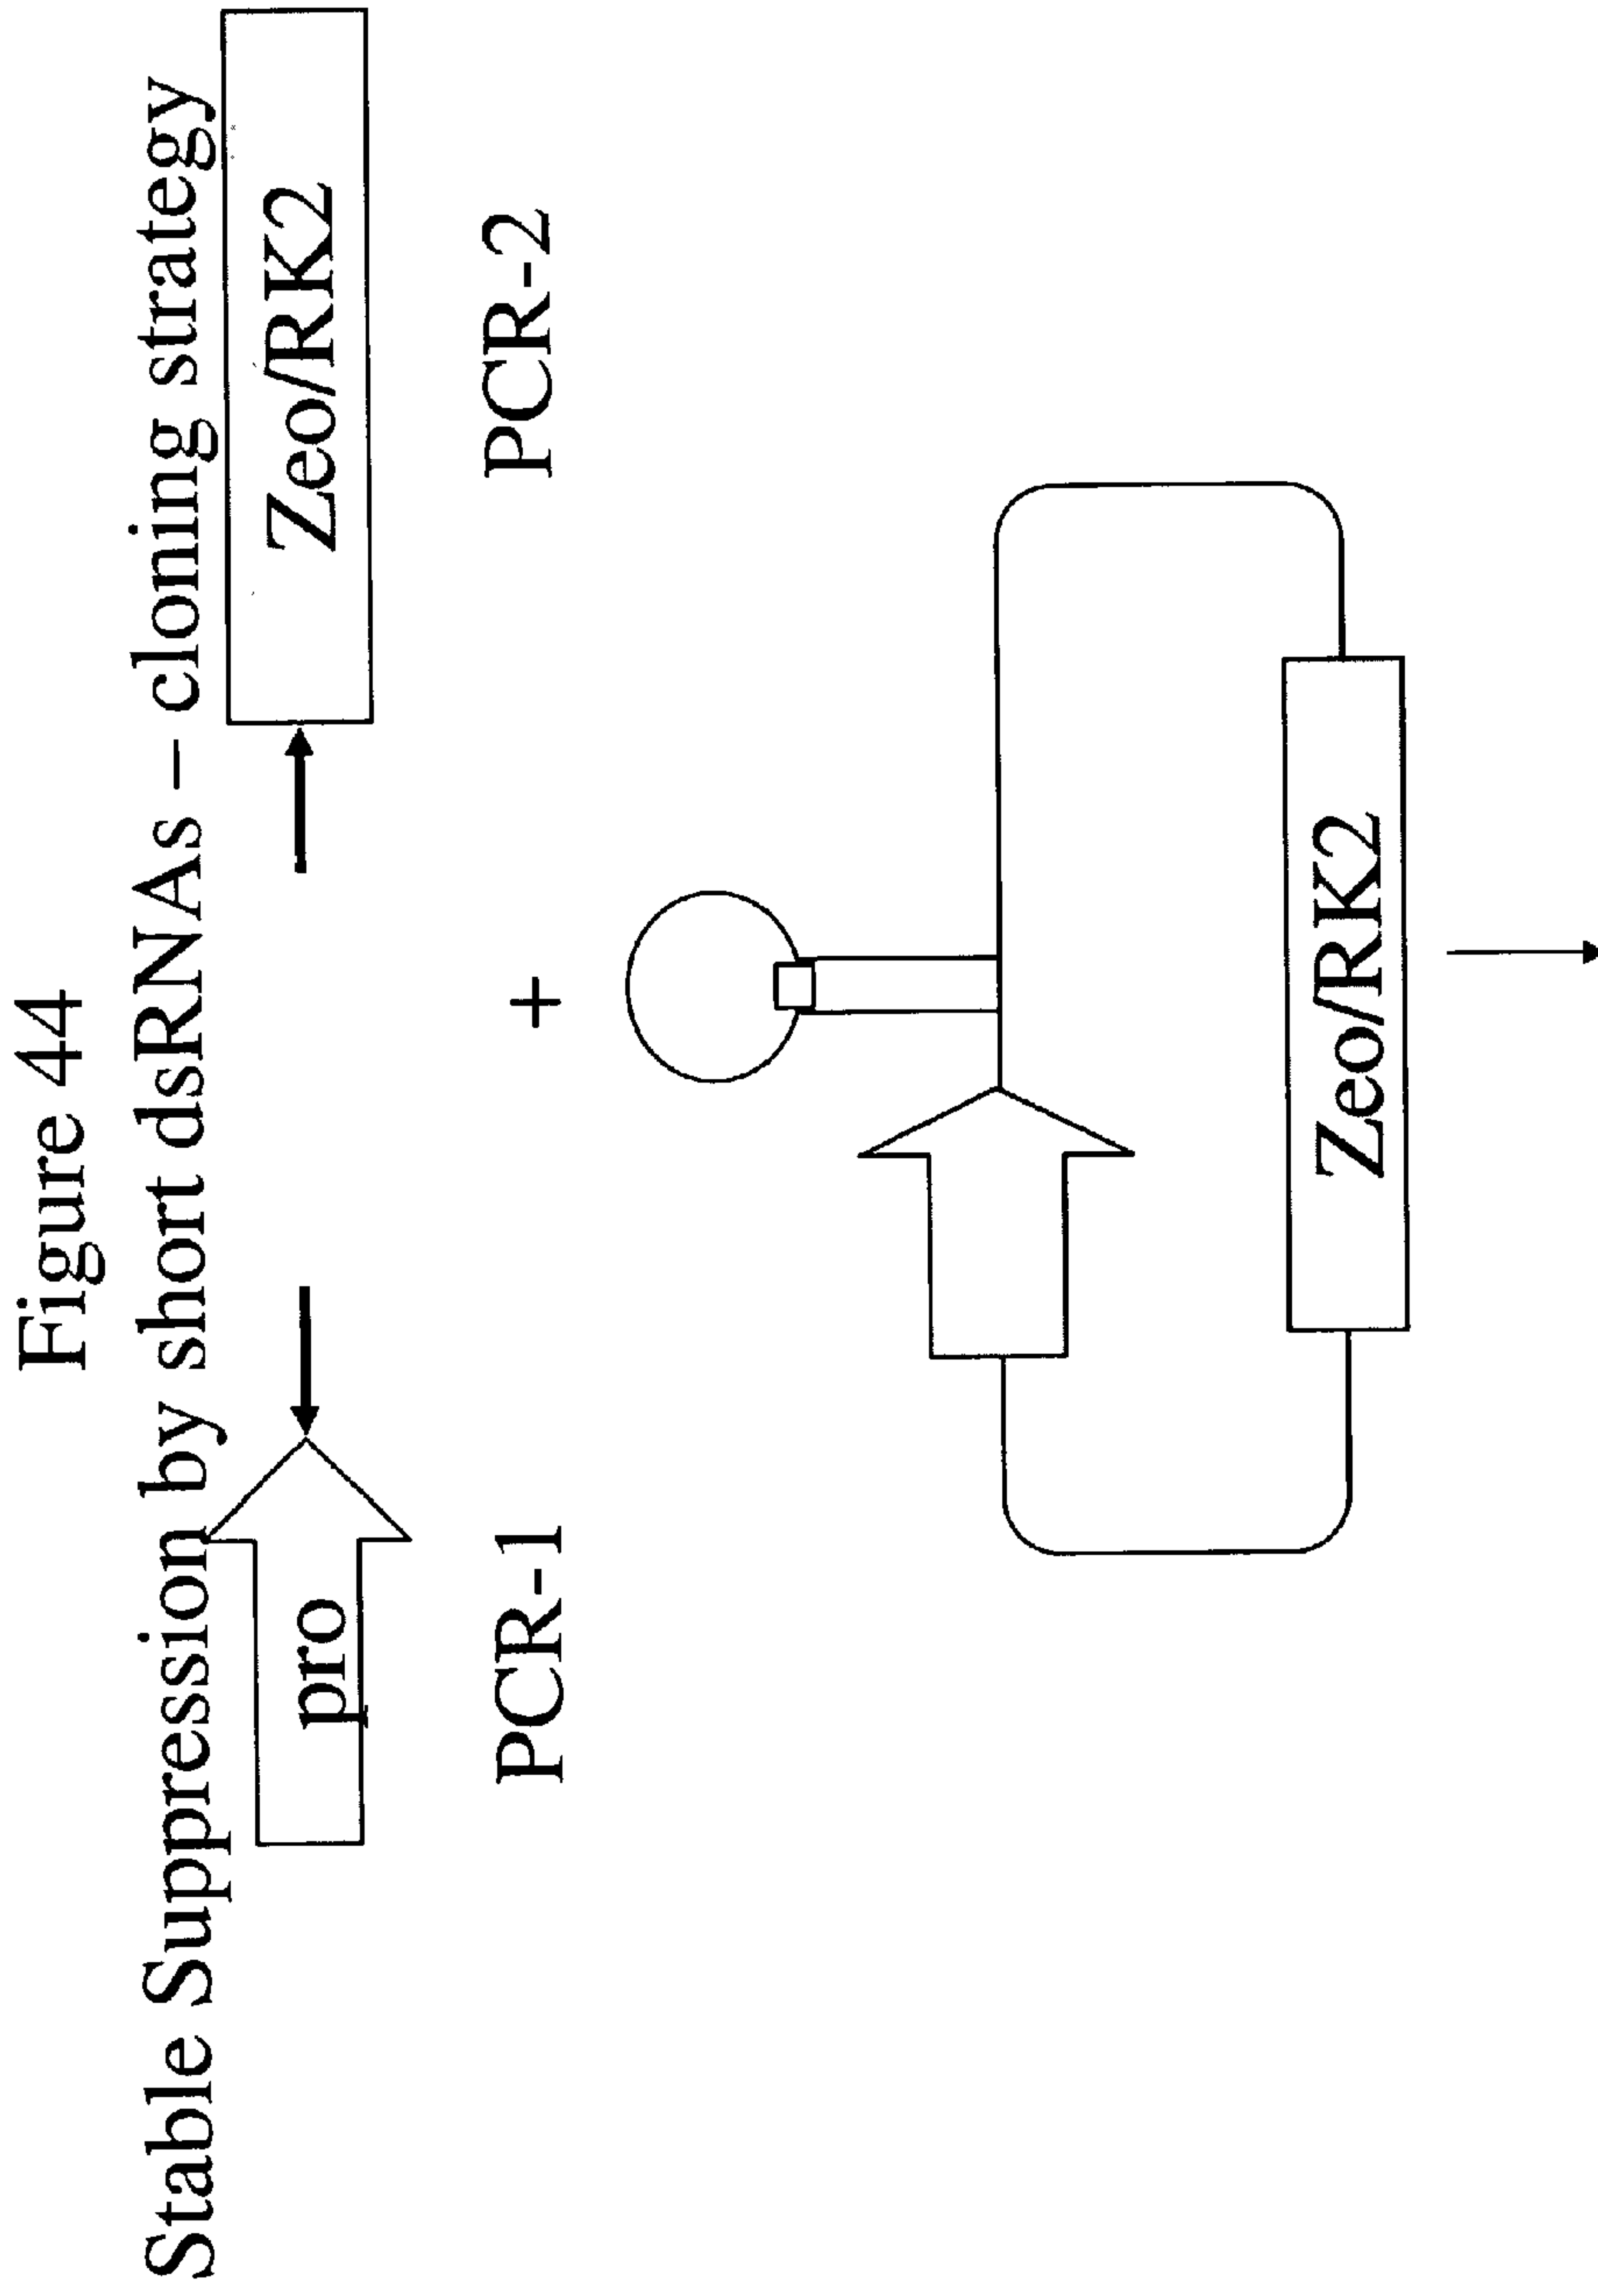 Figure 44
Stable Suppression by short dsRNAs – cloning strategy
pro
Zeo/RK2
PCR-1
+
PCR-2
Zeo/RK2